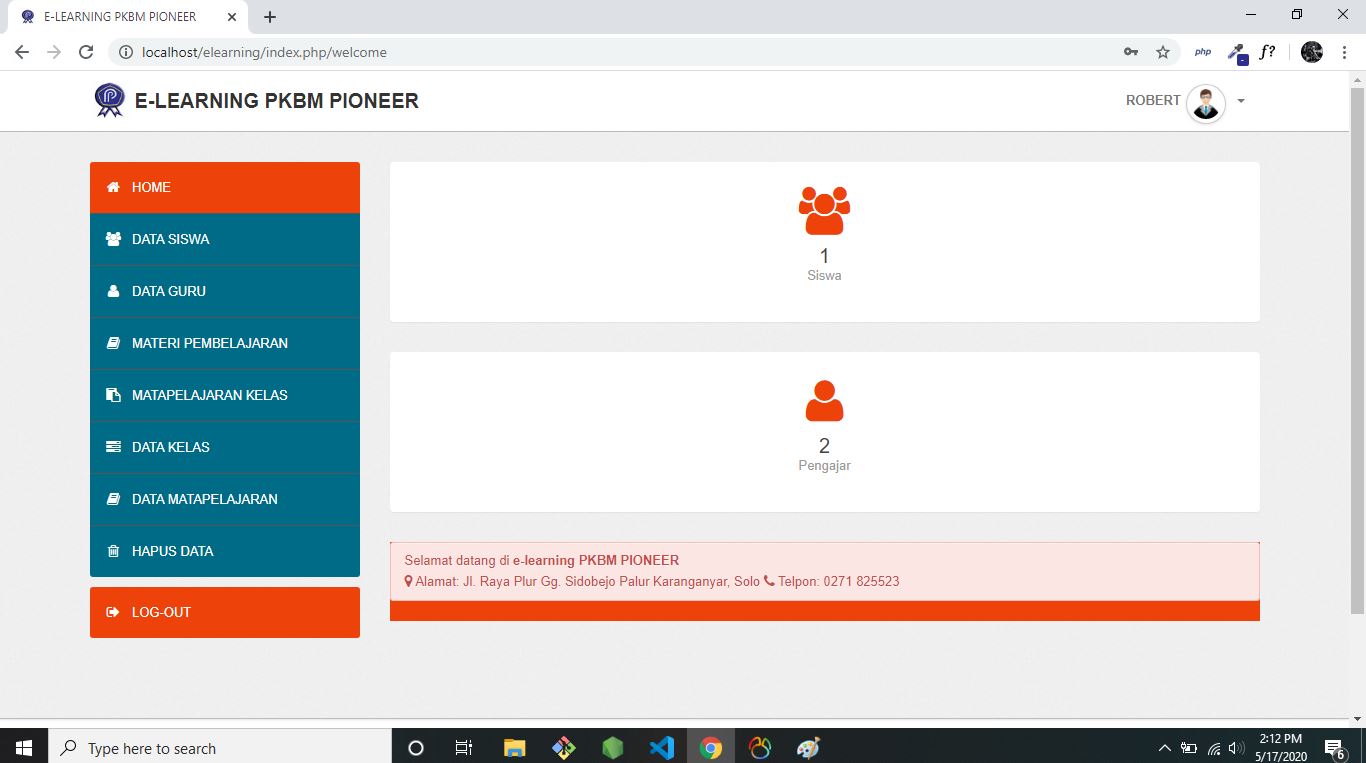 E-LEARNING PKBM PIONEER
localhost/elearning/index.php/welcome
php
f?
E-LEARNING PKBM PIONEER
ROBERT
HOME
DATA SISWA
DATA GURU
MATERI PEMBELAJARAN
MATAPELAJARAN KELAS
DATA KELAS
DATA MATAPELAJARAN
HAPUS DATA
LOG-OUT
1
Siswa
2
Pengajar
Selamat datang di e-learning PKBM PIONEER
Alamat: Jl. Raya Plur Gg. Sidobejo Palur Karanganyar, Solo Telpon: 0271 825523
Type here to search
2:12 PM
5/17/2020
6